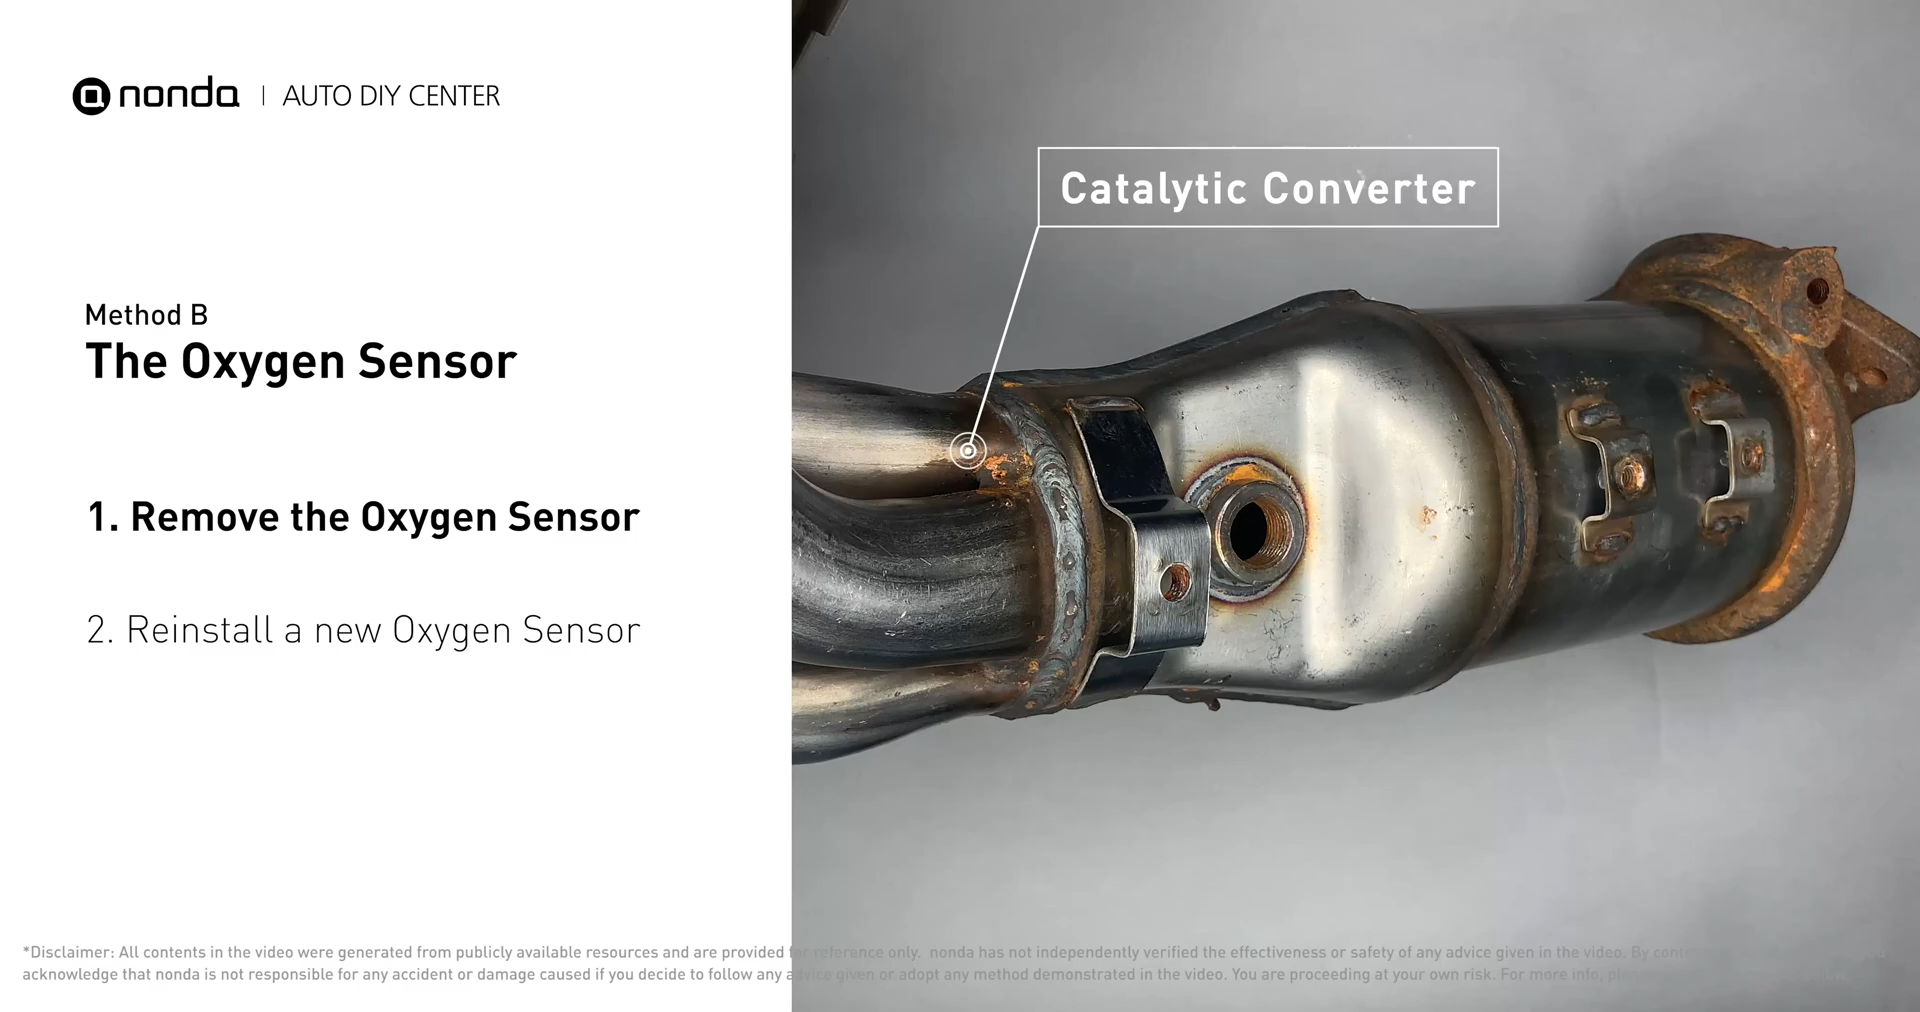 nonda | AUTO DIY CENTER
Catalytic Converter
Method B
The Oxygen Sensor
1. Remove the Oxygen Sensor
2. Reinstall a new Oxygen Sensor
*Disclaimer: All contents in the video were generated from publicly available resources and are provided for reference only. nonda has not independently verified the effectiveness or safety of any advice given in the video. By
acknowledge that nonda is not responsible for any accident or damage caused if you decide to follow any advice given or adopt any method demonstrated in the video. You are proceeding at your own risk. For more info,